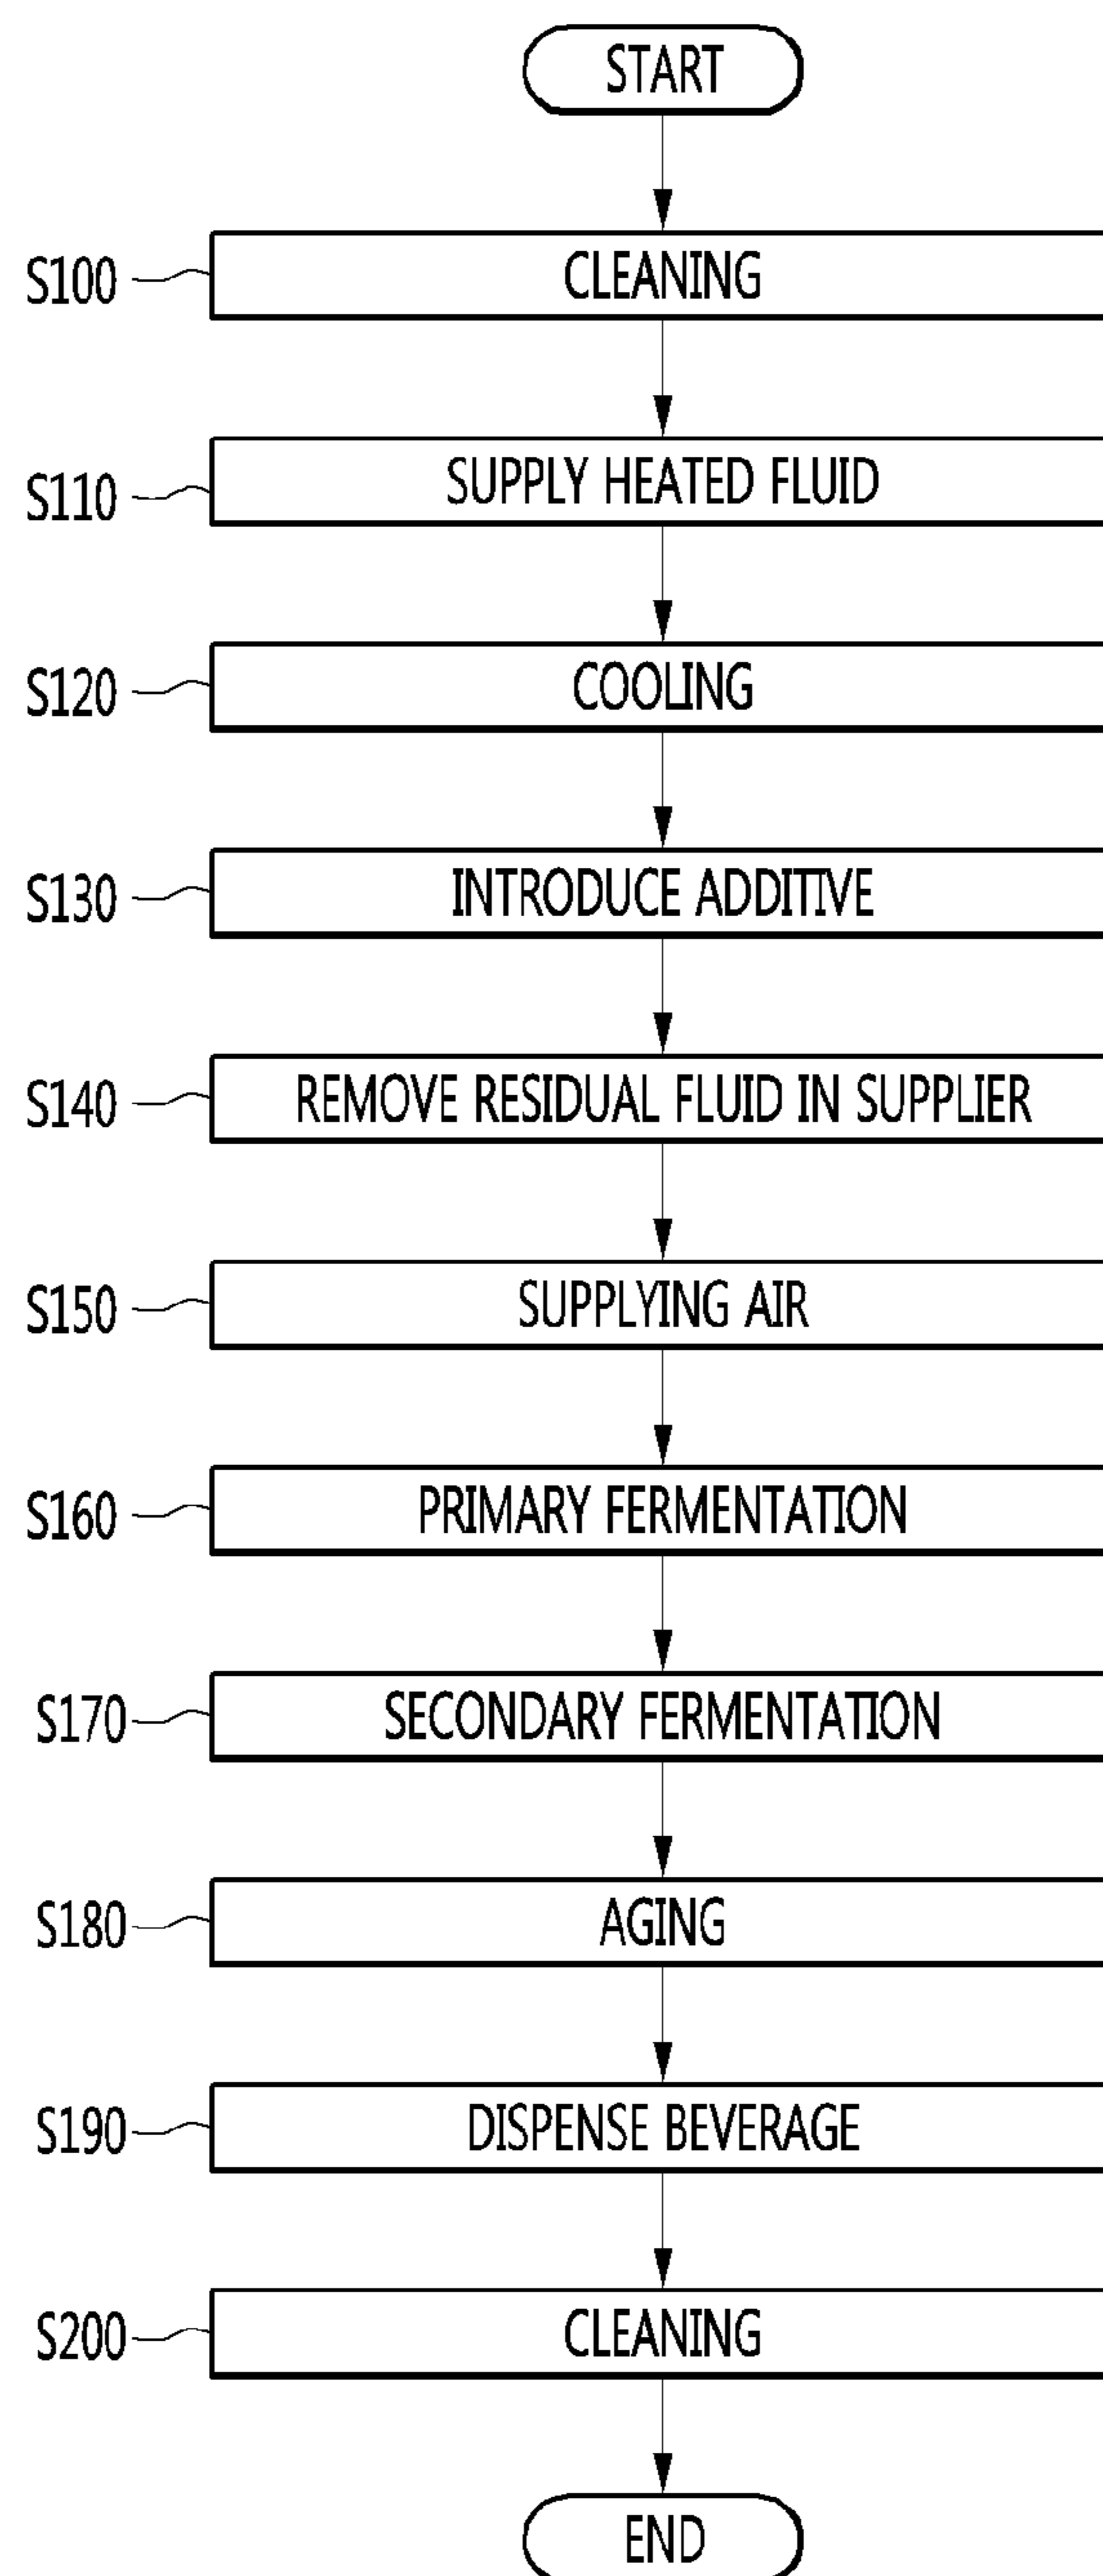 START
S100 CLEANING
S110 SUPPLY HEATED FLUID
S120 COOLING
S130 INTRODUCE ADDITIVE
S140 REMOVE RESIDUAL FLUID IN SUPPLIER
S150 SUPPLYING AIR
S160 PRIMARY FERMENTATION
S170 SECONDARY FERMENTATION
S180 AGING
S190 DISPENSE BEVERAGE
S200 CLEANING
END